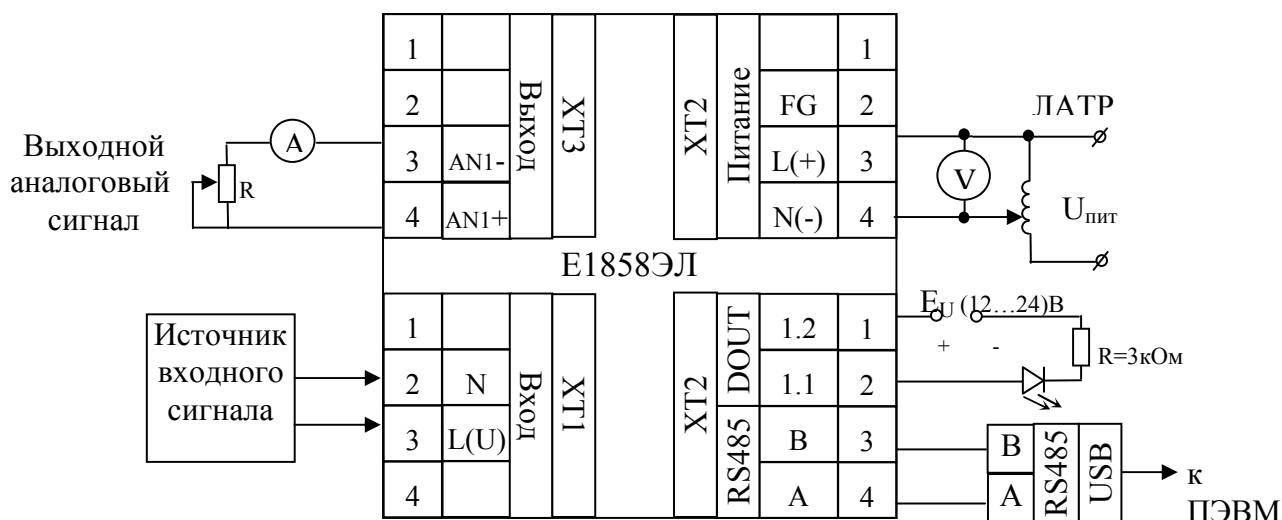 1
2
3
4
AN1-
AN1+
Выход
XT3
XT2
Питание
FG
L(+)
N(-)
1
2
3
4
A
Выходной
аналоговый
сигнал
R
V
ЛАТР
Uпит
Е1858ЭЛ
Источник
входного
сигнала
1
2
3
4
N
L(U)
Вход
XT1
XT2
DOUT
RS485
1.2
1.1
B
A
1
2
3
4
EU (12...24)В
+ -
R=3кОм
B
A
RS485
USB
к
ПЭВМ